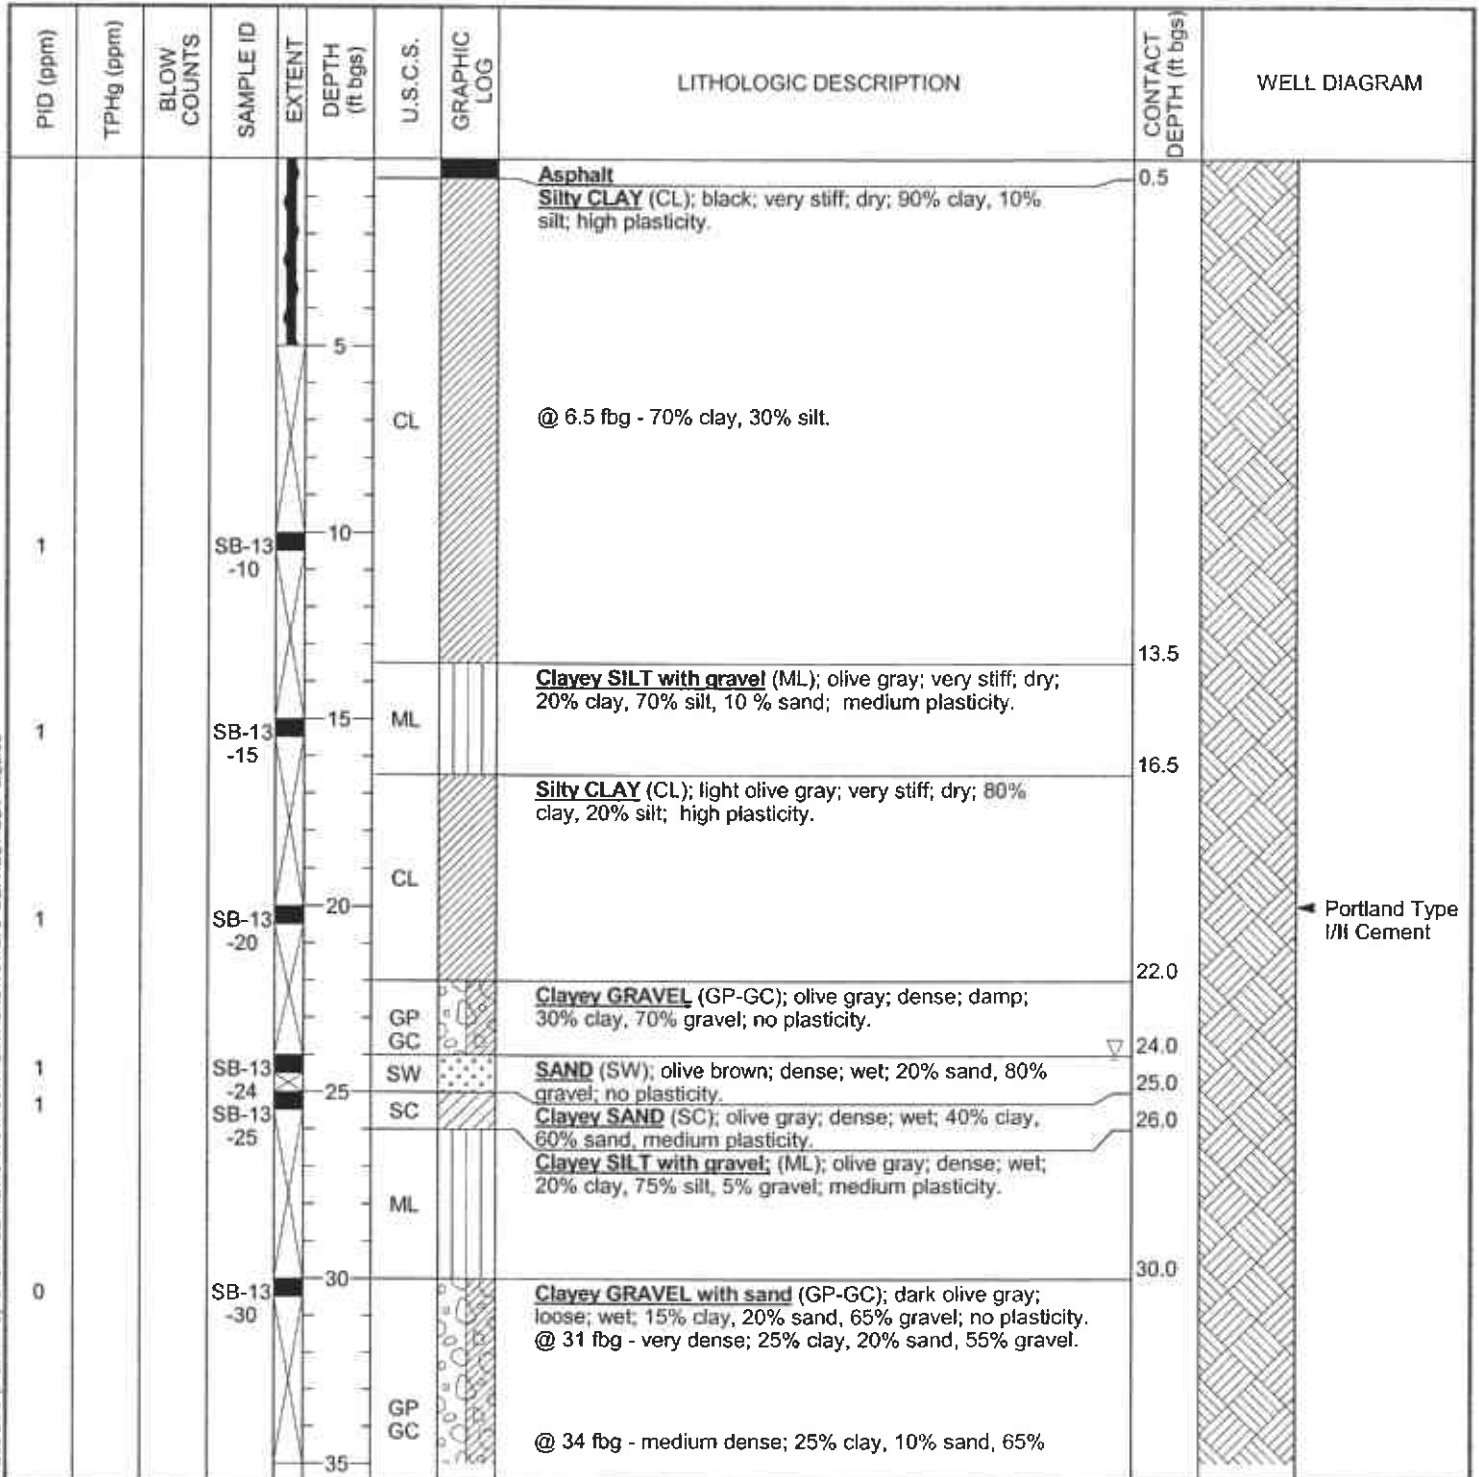 PID (ppm)
TPHg (ppm)
BLOW
COUNTS
SAMPLE ID
EXTENT
DEPTH
(ft bgs)
U.S.C.S.
GRAPHIC
LOG
LITHOLOGIC DESCRIPTION
CONTACT
DEPTH (ft bgs)
WELL DIAGRAM
Asphalt
0.5
Silty CLAY (CL); black; very stiff; dry; 90% clay, 10%
silt; high plasticity.
5
CL
@ 6.5 fbg - 70% clay, 30% silt.
1
SB-13
-10
10
13.5
Clayey SILT with gravel (ML); olive gray; very stiff; dry;
20% clay, 70% silt, 10 % sand; medium plasticity.
1
SB-13
-15
15
ML
16.5
Silty CLAY (CL); light olive gray; very stiff; dry; 80%
clay, 20% silt; high plasticity.
CL
1
SB-13
-20
20
Portland Type
I/II Cement
22.0
Clayey GRAVEL (GP-GC); olive gray; dense; damp;
30% clay, 70% gravel; no plasticity.
GP
GC
24.0
1
SB-13
-24
SW
SAND (SW); olive brown; dense; wet; 20% sand, 80%
gravel; no plasticity.
25.0
1
SB-13
-25
25
SC
Clayey SAND (SC); olive gray; dense; wet; 40% clay,
60% sand, medium plasticity.
26.0
Clayey SILT with gravel; (ML); olive gray; dense; wet;
20% clay, 75% silt, 5% gravel; medium plasticity.
ML
30.0
0
SB-13
-30
30
Clayey GRAVEL with sand (GP-GC); dark olive gray;
loose; wet; 15% clay, 20% sand, 65% gravel; no plasticity.
@ 31 fbg - very dense; 25% clay, 20% sand, 55% gravel.
GP
GC
@ 34 fbg - medium dense; 25% clay, 10% sand, 65%
35